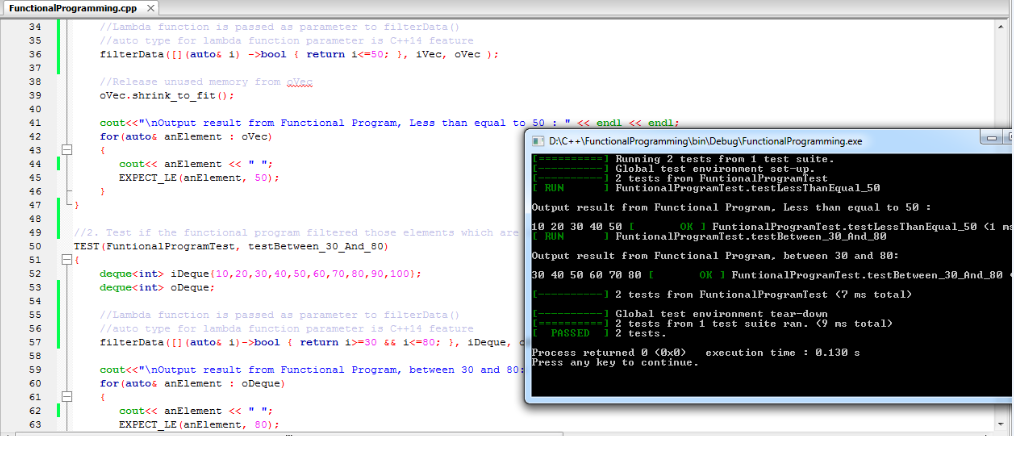 FunctionalProgramming.cpp
34 //Lambda function is passed as parameter to filterData()
35 //auto type for lambda function parameter is C++14 feature
36 filterData([](auto& i) ->bool { return i<=50; }, iVec, oVec );
37
38 //Release unused memory from oVec
39 oVec.shrink_to_fit();
40
41 cout<<"\nOutput result from Functional Program, Less than equal to 50 : " << endl << endl;
42 for(auto& anElement : oVec)
43 {
44 cout<< anElement << " ";
45 EXPECT_LE(anElement, 50);
46 }
47 }
48
49 //2. Test if the functional program filtered those elements which are
50 TEST(FuntionalProgramTest, testBetween_30_And_80)
51 {
52 deque<int> iDeque{10,20,30,40,50,60,70,80,90,100};
53 deque<int> oDeque;
54
55 //Lambda function is passed as parameter to filterData()
56 //auto type for lambda function parameter is C++14 feature
57 filterData([](auto& i)->bool { return i>=30 && i<=80; }, iDeque,
58
59 cout<<"\nOutput result from Functional Program, between 30 and 80:
60 for(auto& anElement : oDeque)
61 {
62 cout<< anElement << " ";
63 EXPECT_LE(anElement, 80);
D:\C++\FunctionalProgramming\bin\Debug\FunctionalProgramming.exe
[==========] Running 2 tests from 1 test suite.
[----------] Global test environment set-up.
[----------] 2 tests from FuntionalProgramTest
[ RUN      ] FuntionalProgramTest.testLessThanEqual_50
Output result from Functional Program, Less than equal to 50 :
10 20 30 40 50 [       OK ] FuntionalProgramTest.testLessThanEqual_50 (1 ms
[ RUN      ] FuntionalProgramTest.testBetween_30_And_80
Output result from Functional Program, between 30 and 80:
30 40 50 60 70 80 [       OK ] FuntionalProgramTest.testBetween_30_And_80
[----------] 2 tests from FuntionalProgramTest (7 ms total)
[----------] Global test environment tear-down
[==========] 2 tests from 1 test suite ran. (9 ms total)
[  PASSED  ] 2 tests.
Process returned 0 (0x0)   execution time : 0.130 s
Press any key to continue.